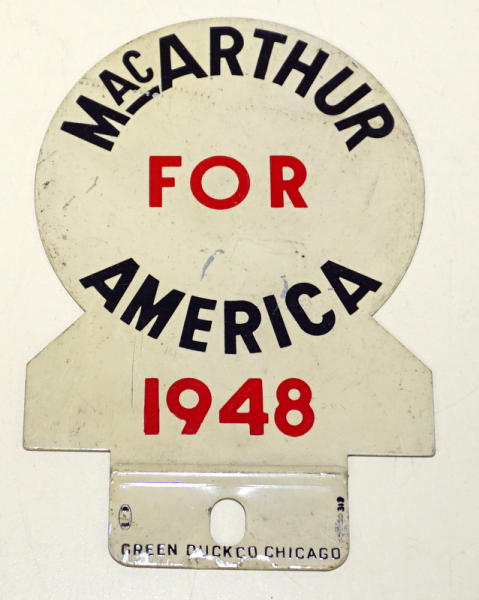 MACARTHUR
FOR
AMERICA
1948
GREEN DUCK CO CHICAGO